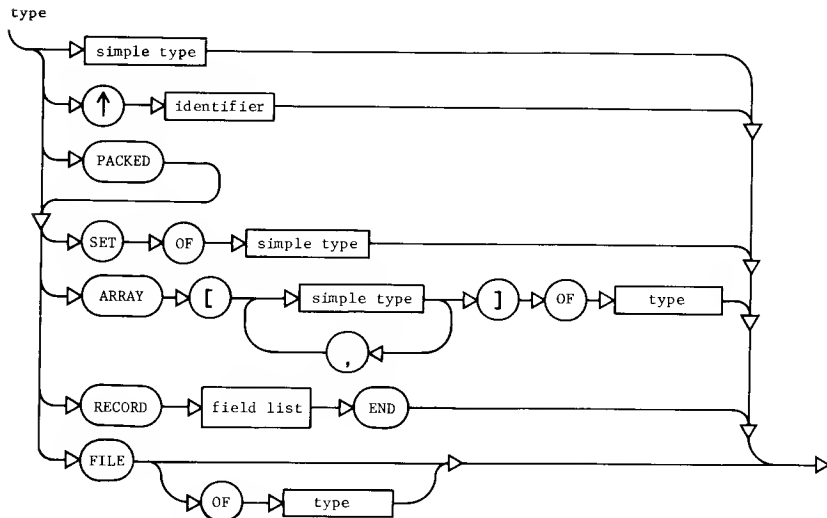 type
simple type
↑ identifier
PACKED
SET OF simple type
ARRAY [ simple type ] OF type
,
RECORD field list END
FILE
OF type